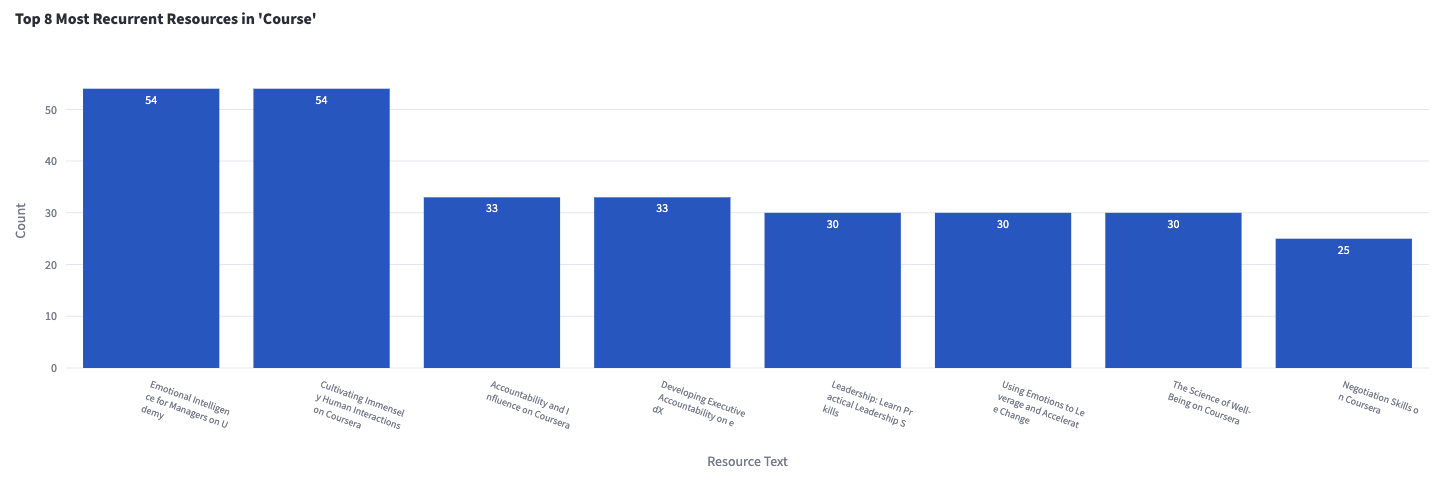 Top 8 Most Recurrent Resources in 'Course'
Count
50
40
30
20
10
0
54
54
33
33
30
30
30
25
Emotional Intelligen
ce for Managers on U
demy
Cultivating Immensel
y Human Interactions
on Coursera
Accountability and I
nfluence on Coursera
Developing Executive
Accountability on e
dX
Leadership: Learn Pr
actical Leadership S
kills
Using Emotions to Le
verage and Accelerat
e Change
The Science of Well-
Being on Coursera
Negotiation Skills o
n Coursera
Resource Text